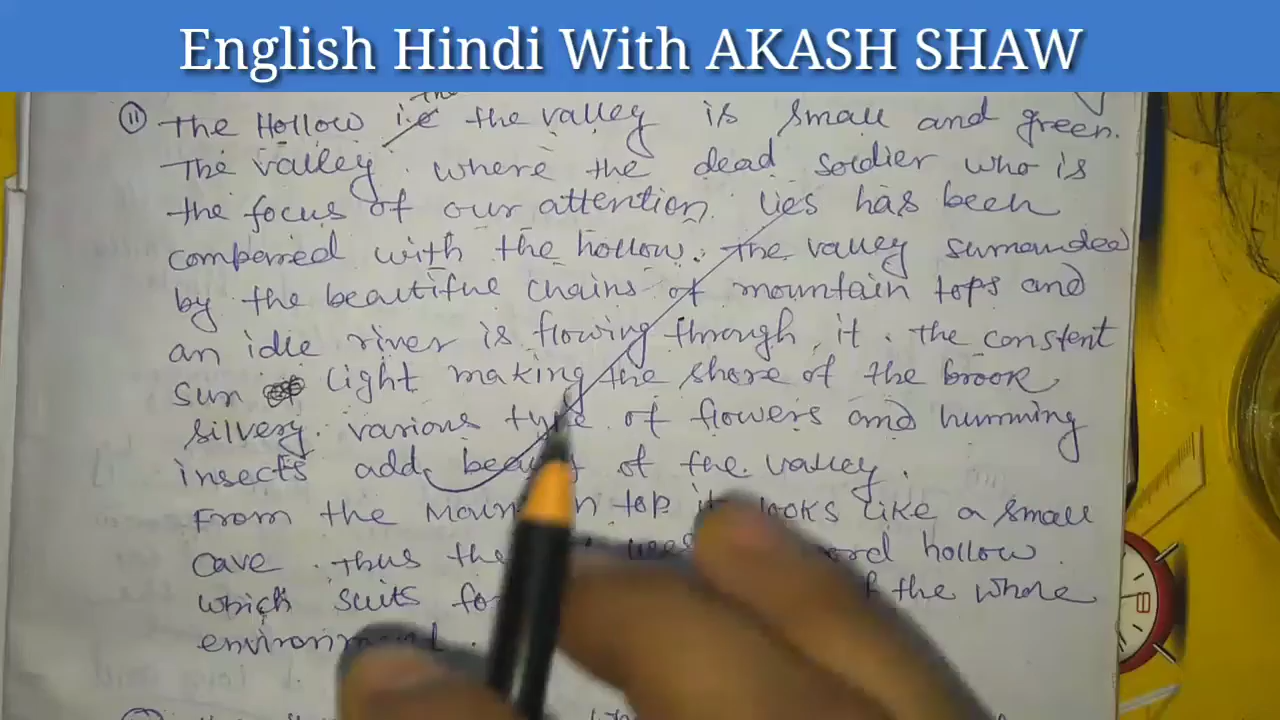 English Hindi With AKASH SHAW
the
11 The Hollow i.e the valley is small and green.
The valley. where the dead soldier who is
the focus of our attention. lies has been
comperred with the hollow. The valley surrounded
by the beautiful chains of mountain tops and
an idle river is flowing through it. The constent
sun light making the shore of the brook
silvery. various type of flowers and humming
insects add beauty of the valley.
From the Mountain top it looks like a small
cave. Thus the hollow
which suits the whole
environment.